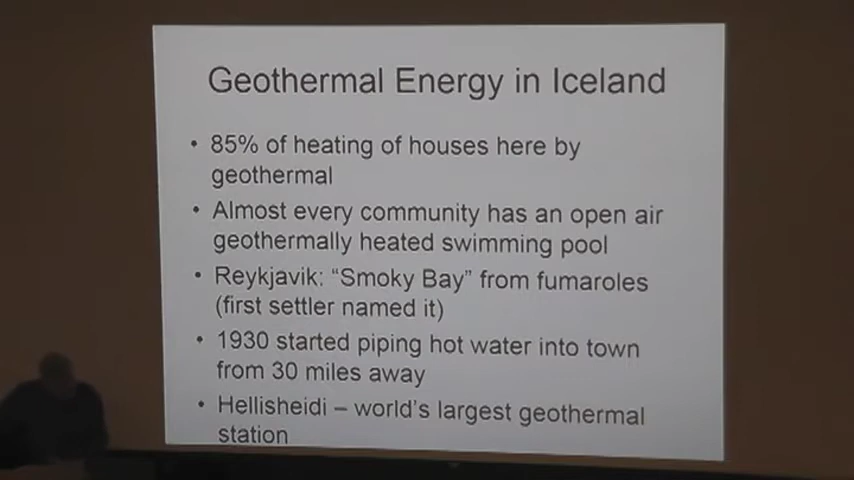 Geothermal Energy in Iceland
• 85% of heating of houses here by
geothermal
• Almost every community has an open air
geothermally heated swimming pool
• Reykjavik: “Smoky Bay” from fumaroles
(first settler named it)
• 1930 started piping hot water into town
from 30 miles away
• Hellisheidi – world’s largest geothermal
station